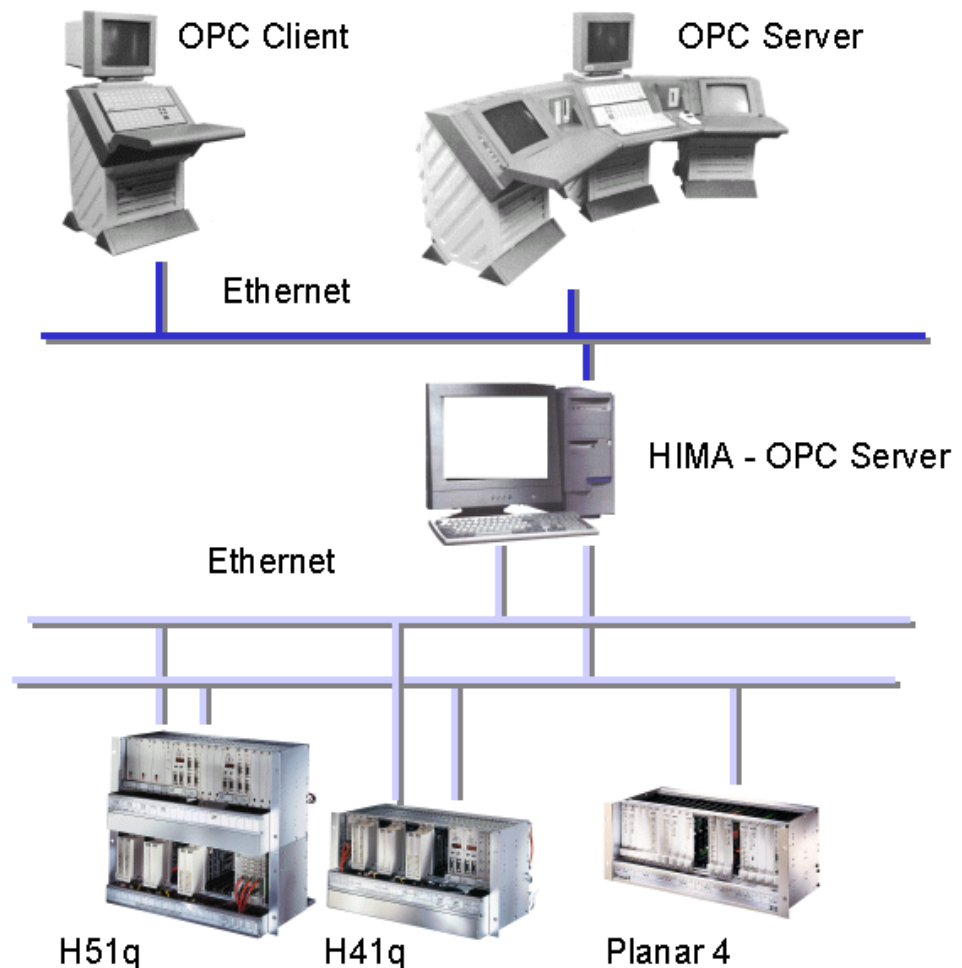 OPC Client
OPC Server
Ethernet
HIMA - OPC Server
Ethernet
H51q
H41q
Planar 4